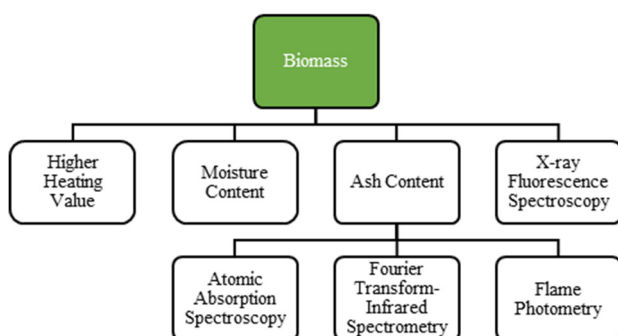 Biomass
Higher
Heating
Value
Moisture
Content
Ash Content
X-ray
Fluorescence
Spectroscopy
Atomic
Absorption
Spectroscopy
Fourier
Transform-
Infrared
Spectrometry
Flame
Photometry